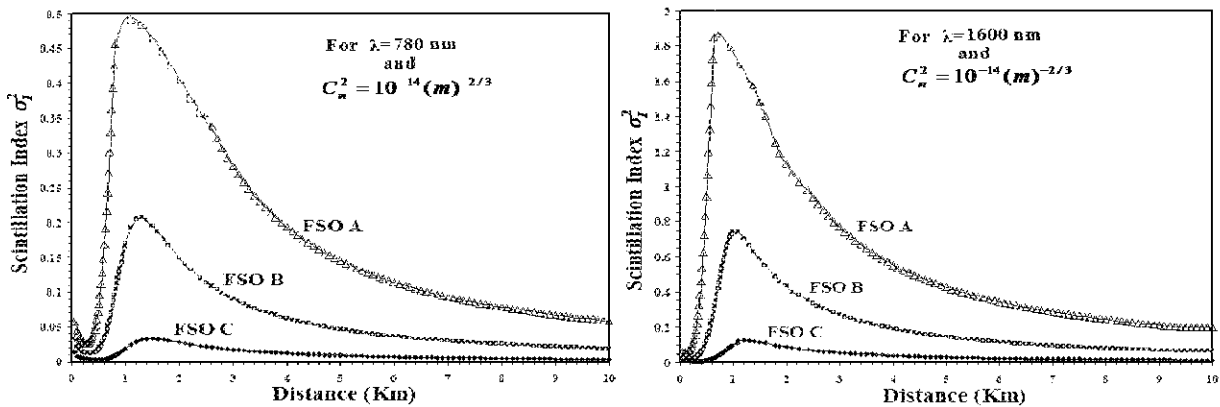 0.5
0.45
0.4
0.35
0.3
0.25
0.2
0.15
0.1
0.05
0
Scintillation Index σ_I^2
For λ=780 nm
and
C_n^2 = 10 14 (m) 2/3
FSO A
FSO B
FSO C
0 1 2 3 4 5 6 7 8 9 10
Distance (Km)
2
1.8
1.6
1.4
1.2
1
0.8
0.6
0.4
0.2
0
Scintillation Index σ_I^2
For λ=1600 nm
and
C_n^2 = 10^-14 (m)^-2/3
FSO A
FSO B
FSO C
0 1 2 3 4 5 6 7 8 9 10
Distance (Km)